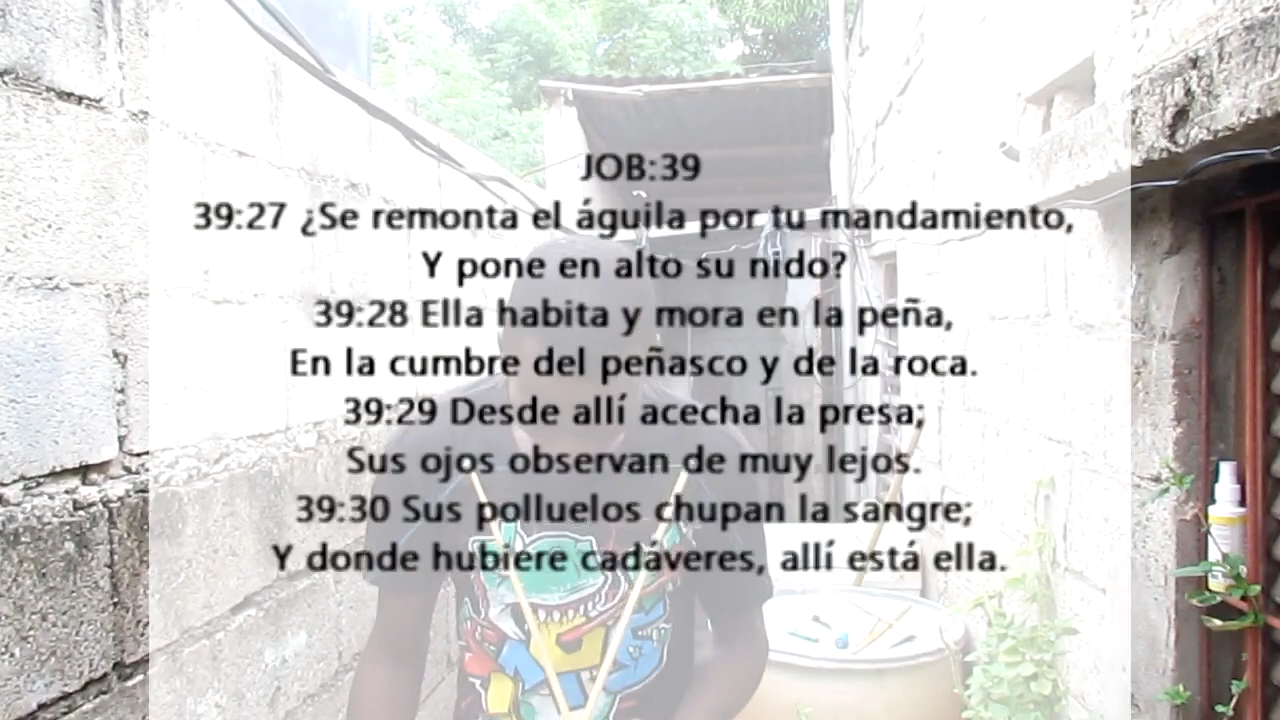 JOB:39
39:27 ¿Se remonta el águila por tu mandamiento,
Y pone en alto su nido?
39:28 Ella habita y mora en la peña,
En la cumbre del peñasco y de la roca.
39:29 Desde allí acecha la presa;
Sus ojos observan de muy lejos.
39:30 Sus polluelos chupan la sangre;
Y donde hubiere cadáveres, allí está ella.